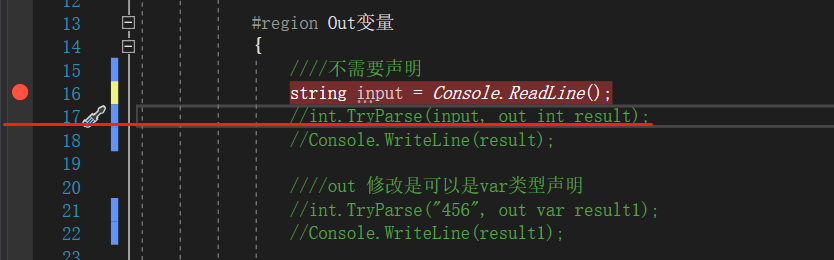 12
13 #region Out变量
14 {
15 ////不需要声明
16 string input = Console.ReadLine();
17 //int.TryParse(input, out int result);
18 //Console.WriteLine(result);
19
20 ////out 修改是可以是var类型声明
21 //int.TryParse("456", out var result1);
22 //Console.WriteLine(result1);
23